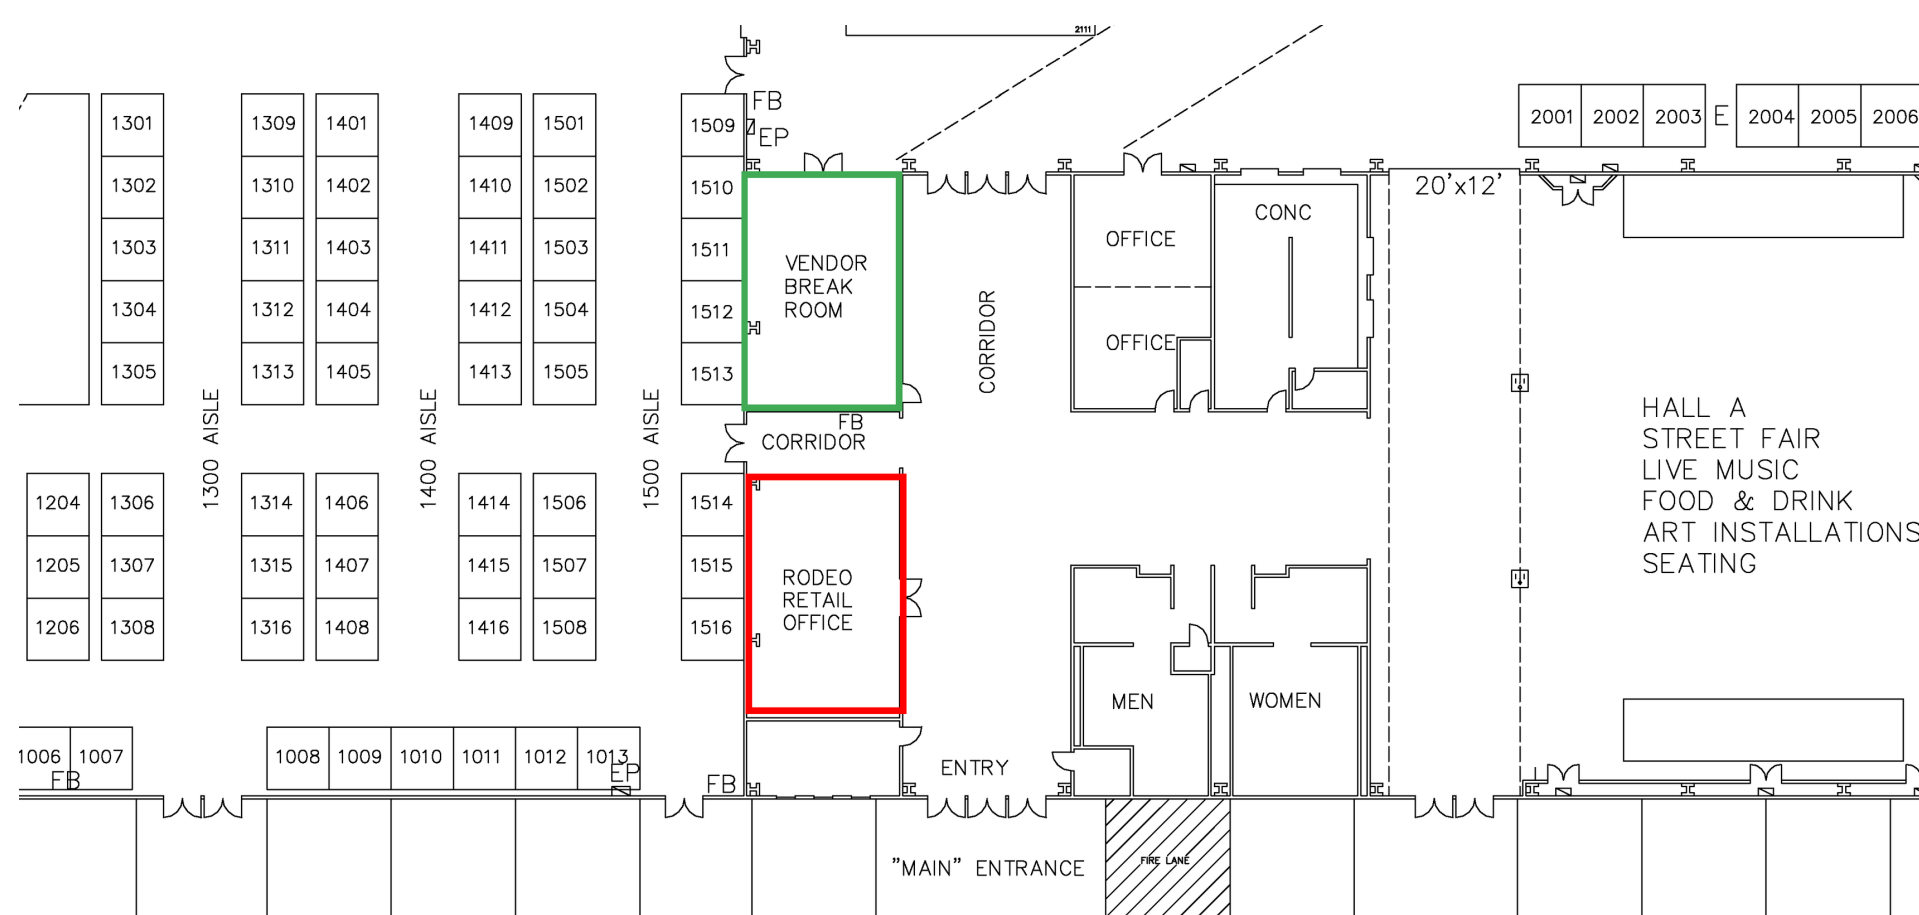 2111
FB
EP
1301
1309
1401
1409
1501
1509
2001
2002
2003
E
2004
2005
2006
1302
1310
1402
1410
1502
1510
20'x12'
1303
1311
1403
1411
1503
1511
VENDOR
BREAK
ROOM
CORRIDOR
OFFICE
CONC
1304
1312
1404
1412
1504
1512
OFFICE
1305
1313
1405
1413
1505
1513
1300 AISLE
1400 AISLE
1500 AISLE
FB
CORRIDOR
HALL A
STREET FAIR
LIVE MUSIC
FOOD & DRINK
ART INSTALLATIONS
SEATING
1204
1306
1314
1406
1414
1506
1514
1205
1307
1315
1407
1415
1507
1515
RODEO
RETAIL
OFFICE
1206
1308
1316
1408
1416
1508
1516
MEN
WOMEN
1006
1007
1008
1009
1010
1011
1012
1013
FB
EP
FB
ENTRY
"MAIN" ENTRANCE
FIRE LANE